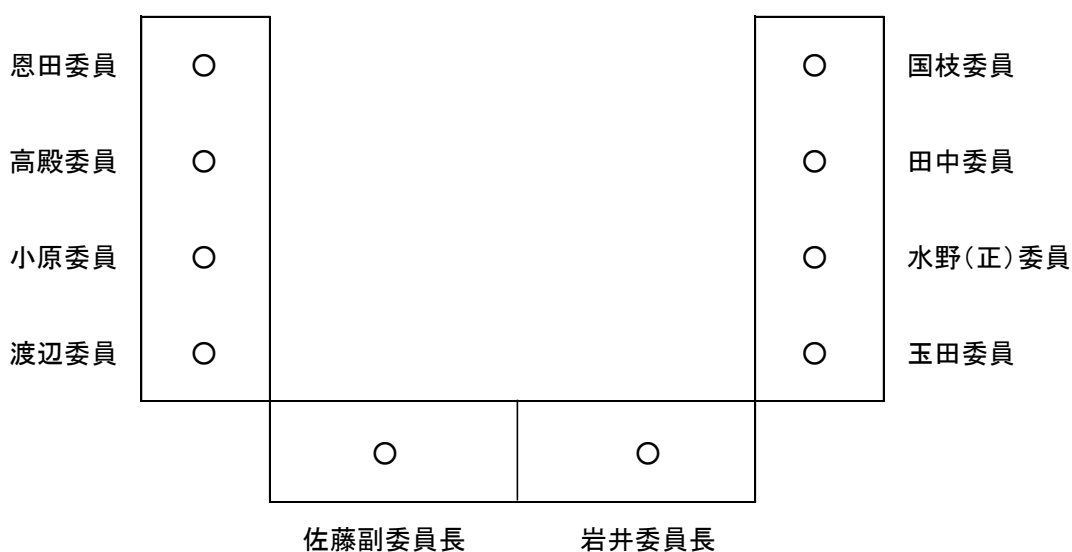 恩田委員 ○ ○ 国枝委員
高殿委員 ○ ○ 田中委員
小原委員 ○ ○ 水野(正)委員
渡辺委員 ○ ○ 玉田委員
○ ○
佐藤副委員長 岩井委員長